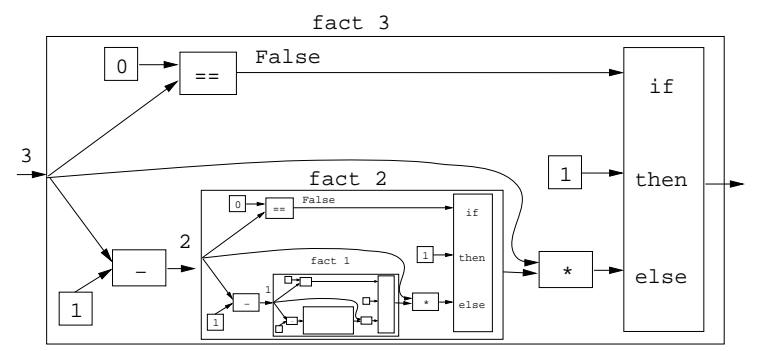 fact 3
0
==
False
if
3
1
then
fact 2
0
==
False
if
2
1
then
–
*
else
fact 1
1
–
1
*
else
1